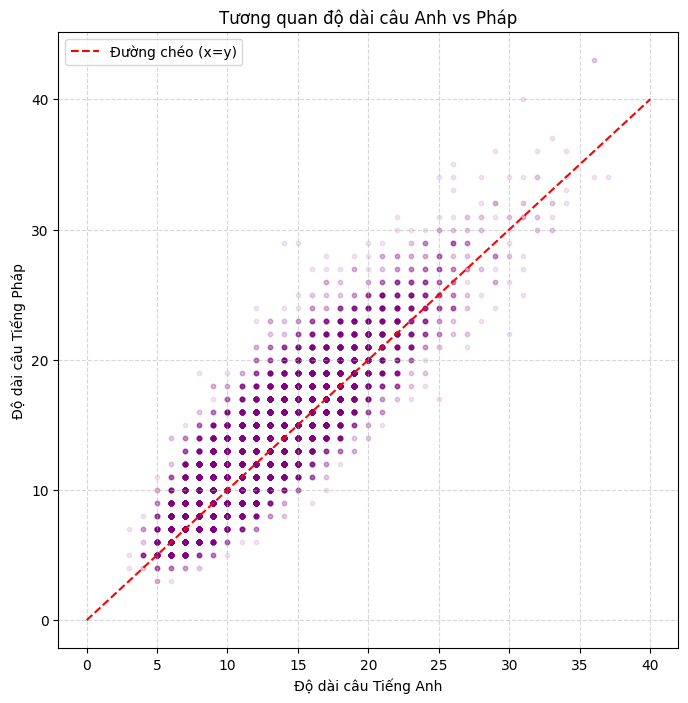 Tương quan độ dài câu Anh vs Pháp
Đường chéo (x=y)
Độ dài câu Tiếng Pháp
40
30
20
10
0
0 5 10 15 20 25 30 35 40
Độ dài câu Tiếng Anh